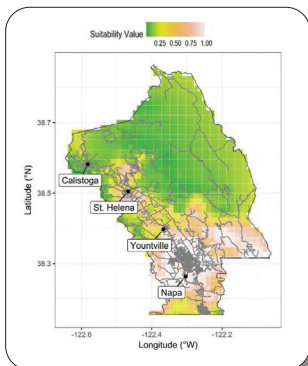 Suitability Value
0.25 0.50 0.75 1.00
38.7
Calistoga
38.5
St. Helena
Latitude (°N)
Yountville
38.3
Napa
-122.6 -122.4 -122.2
Longitude (°W)